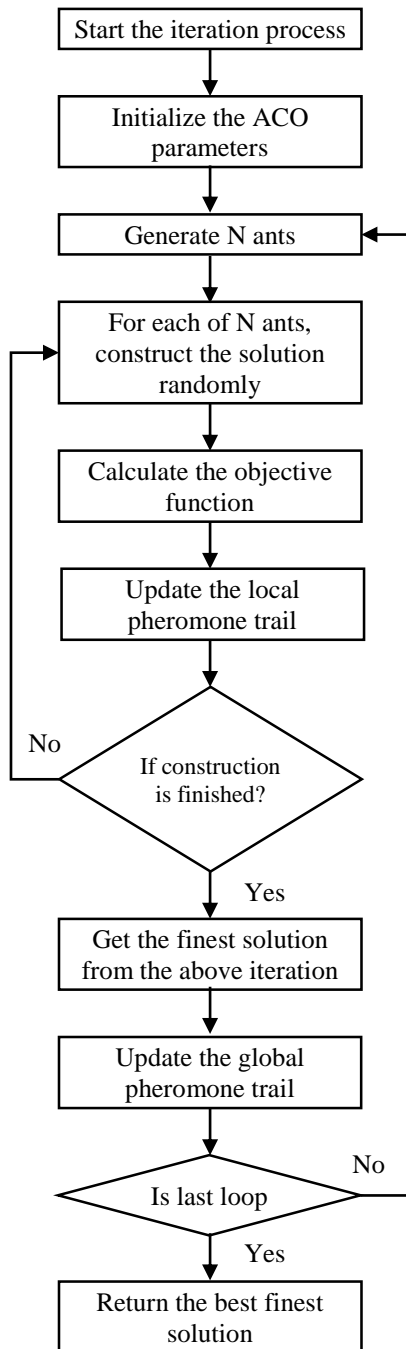 Start the iteration process
Initialize the ACO
parameters
Generate N ants
For each of N ants,
construct the solution
randomly
Calculate the objective
function
Update the local
pheromone trail
No
If construction
is finished?
Yes
Get the finest solution
from the above iteration
Update the global
pheromone trail
No
Is last loop
Yes
Return the best finest
solution